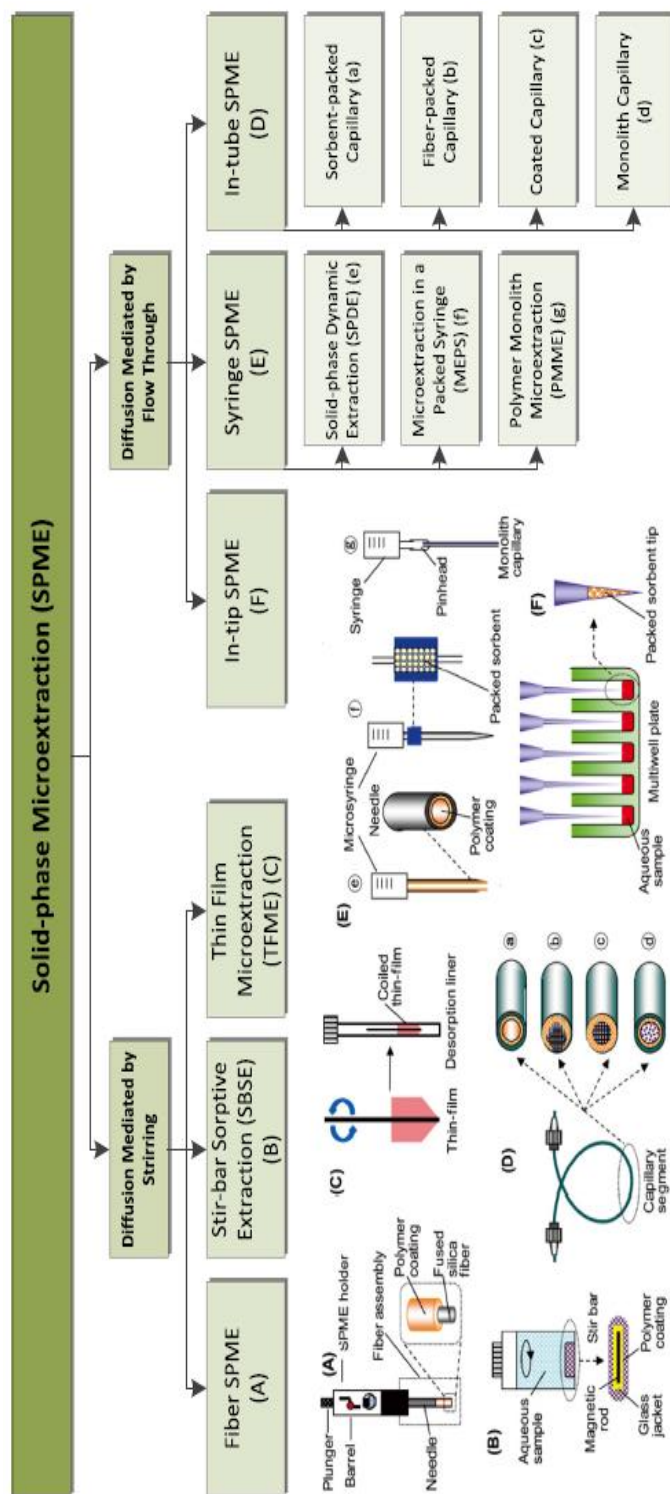 Solid-phase Microextraction (SPME)
Diffusion Mediated by
Strirring
Diffusion Mediated by
Flow Through
Fiber SPME
(A)
Stir-bar Sorptive
Extraction (SBSE)
(B)
Thin Film
Microextraction
(TFME) (C)
In-tip SPME
(F)
Syringe SPME
(E)
In-tube SPME
(D)
Solid-phase Dynamic
Extraction (SPDE) (e)
Microextraction in a
Packed Syringe
(MEPS) (f)
Polymer Monolith
Microextraction
(PMME) (g)
Sorbent-packed
Capillary (a)
Fiber-packed
Capillary (b)
Coated Capillary (c)
Monolith Capillary
(d)
(A)
Plunger
SPME holder
Barrel
Fiber assembly
Needle
Polymer
coating
Fused
silica
fiber
(B)
Aqueous
sample
Stir bar
Magnetic
rod
Glass
jacket
Polymer
coating
(C)
Thin-film
Coiled
thin-film
Desorption liner
(D)
Capillary
segment
a
b
c
d
(E)
e
Microsyringe
Needle
Polymer
coating
f
Packed sorbent
g
Syringe
Pinhead
Monolith
capillary
Aqueous
sample
Multiwell plate
(F)
Packed sorbent tip